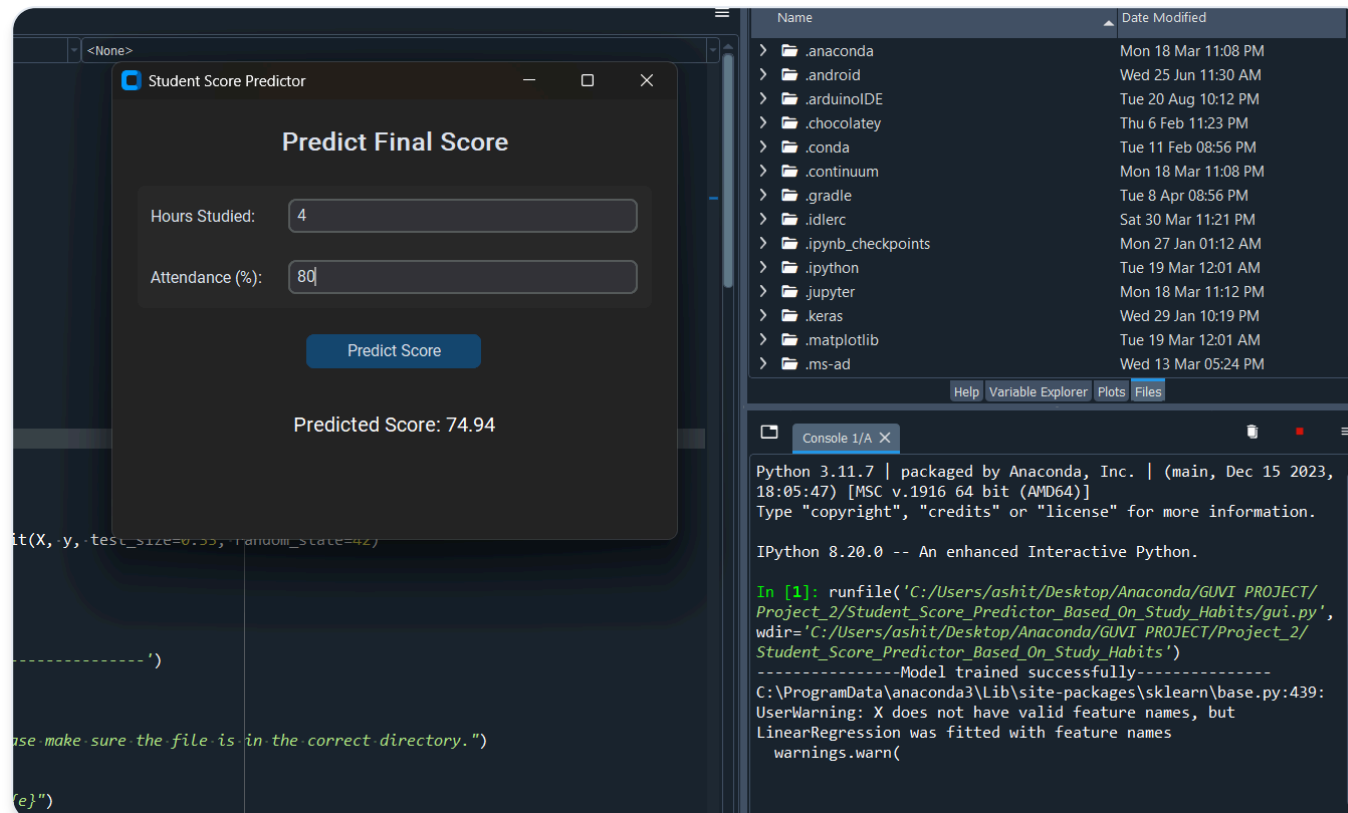 <None>
Student Score Predictor
Predict Final Score
Hours Studied: 4
Attendance (%): 80
Predict Score
Predicted Score: 74.94
it(X, y, test_size=0.35, random_state=42)
---------------')
ase make sure the file is in the correct directory.")
{e}")
Name Date Modified
.anaconda Mon 18 Mar 11:08 PM
.android Wed 25 Jun 11:30 AM
.arduinoIDE Tue 20 Aug 10:12 PM
.chocolatey Thu 6 Feb 11:23 PM
.conda Tue 11 Feb 08:56 PM
.continuum Mon 18 Mar 11:08 PM
.gradle Tue 8 Apr 08:56 PM
.idlerc Sat 30 Mar 11:21 PM
.ipynb_checkpoints Mon 27 Jan 01:12 AM
.ipython Tue 19 Mar 12:01 AM
.jupyter Mon 18 Mar 11:12 PM
.keras Wed 29 Jan 10:19 PM
.matplotlib Tue 19 Mar 12:01 AM
.ms-ad Wed 13 Mar 05:24 PM
Help Variable Explorer Plots Files
Console 1/A
Python 3.11.7 | packaged by Anaconda, Inc. | (main, Dec 15 2023,
18:05:47) [MSC v.1916 64 bit (AMD64)]
Type "copyright", "credits" or "license" for more information.
IPython 8.20.0 -- An enhanced Interactive Python.
In [1]: runfile('C:/Users/ashit/Desktop/Anaconda/GUVI PROJECT/
Project_2/Student_Score_Predictor_Based_On_Study_Habits/gui.py',
wdir='C:/Users/ashit/Desktop/Anaconda/GUVI PROJECT/Project_2/
Student_Score_Predictor_Based_On_Study_Habits')
----------------Model trained successfully---------------
C:\ProgramData\anaconda3\Lib\site-packages\sklearn\base.py:439:
UserWarning: X does not have valid feature names, but
LinearRegression was fitted with feature names
warnings.warn(